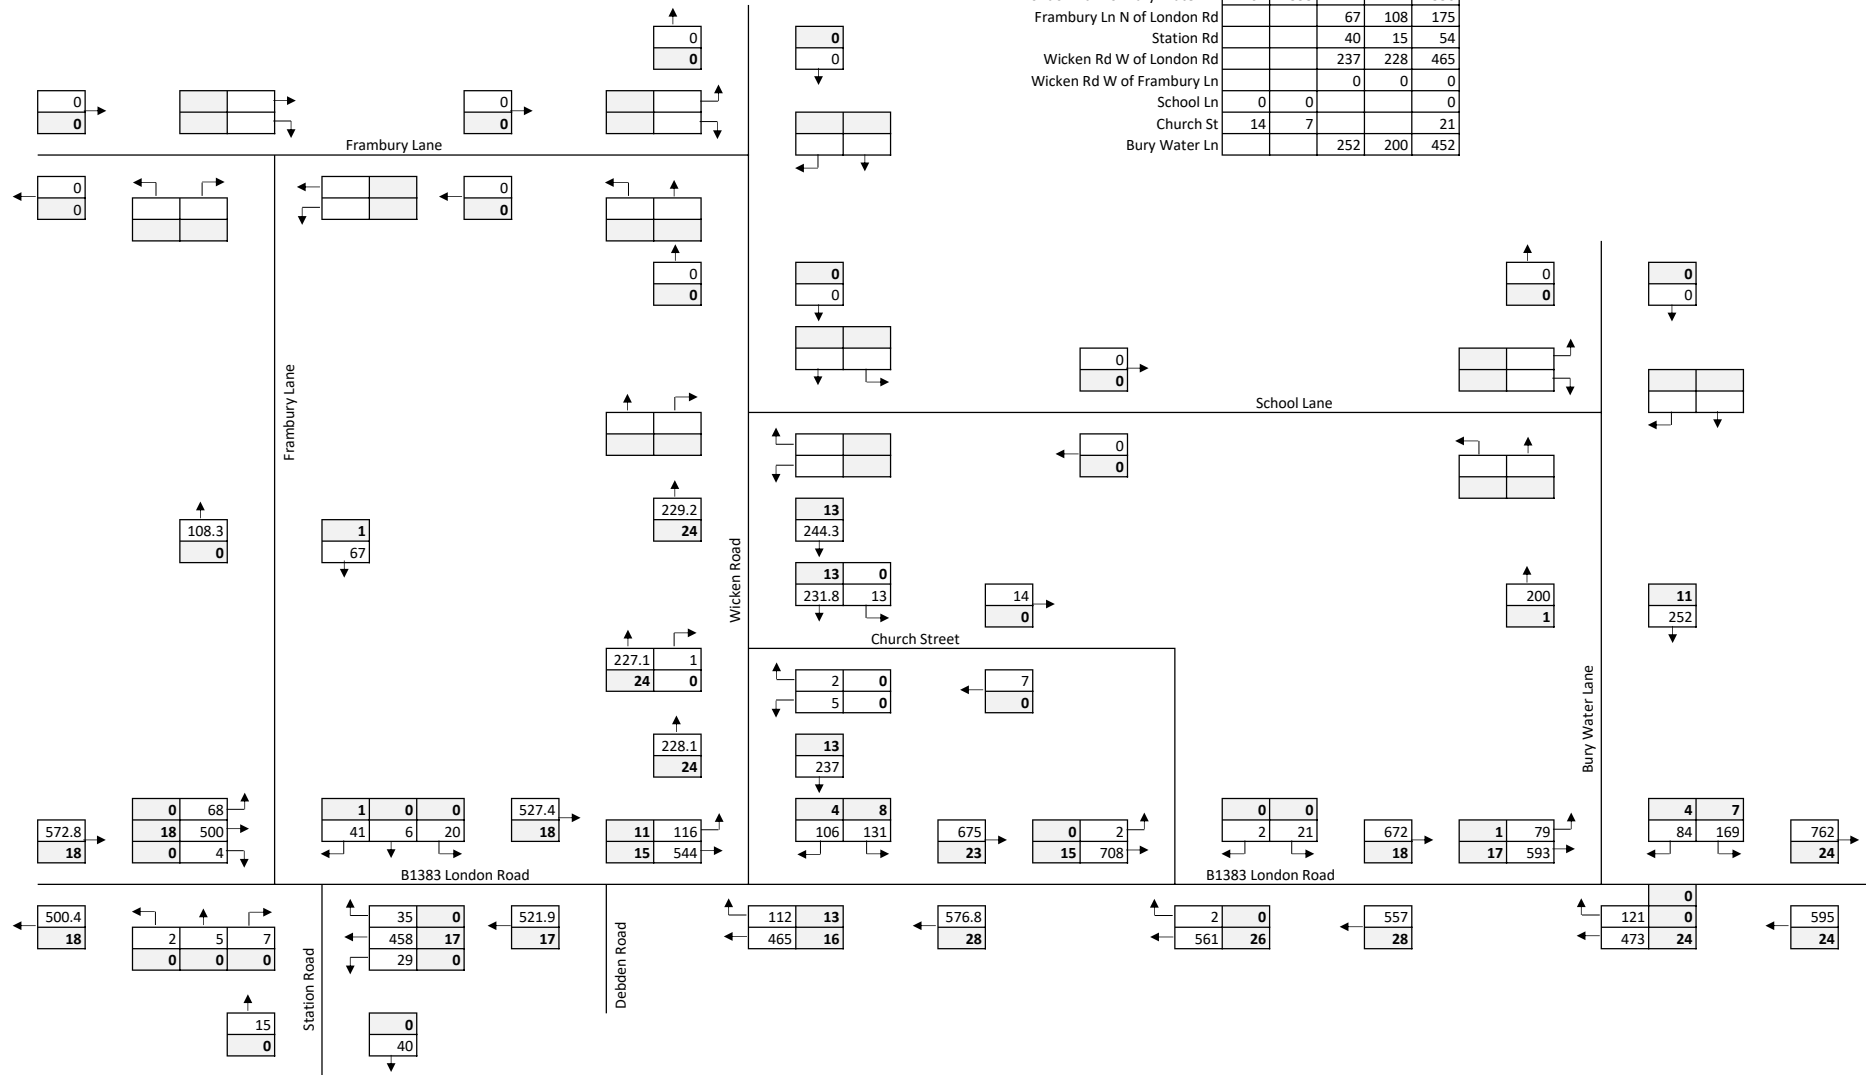 Frambury Ln N of London Rd 67 108 175
0 0 Station Rd 40 15 54
0 0 Wicken Rd W of London Rd 237 228 465
Wicken Rd W of Frambury Ln 0 0 0
0 0 School Ln 0 0 0
0 0 Church St 14 7 21
Frambury Lane Bury Water Ln 252 200 452
0 0
0 0
0 0 0 0 0
0 0 0 0
0
0
School Lane
Frambury Lane
0
0
229.2 13
24 244.3
108.3 1
0 67
Wicken Road
13 0
231.8 13
14
0
200 11
1 252
Church Street
227.1 1
24 0
2 0 7
5 0 0
228.1 13
24 237
Bury Water Lane
0 68 1 0 0 527.4 4 8 0 0 4 7
572.8 18 500 41 6 20 18 11 116 106 131 675 0 2 2 21 672 1 79 84 169 762
18 0 4 15 544 23 15 708 18 17 593 24
B1383 London Road B1383 London Road
0
500.4 35 0 521.9 112 13 576.8 2 0 557 121 0 595
18 2 5 7 458 17 17 465 16 28 561 26 28 473 24 24
0 0 0 29 0
Station Road
Debden Road
15 0
0 40